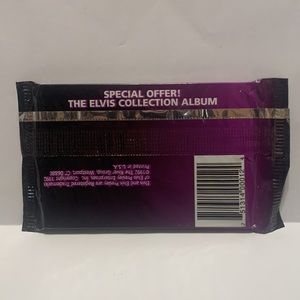 SPECIAL OFFER!
THE ELVIS COLLECTION ALBUM
Elvis and Elvis Presley are Registered Trademarks
of Elvis Presley Enterprises, Inc. Copyright 1992
©1992 The River Group, Westport, CT 06880
Printed in U.S.A.